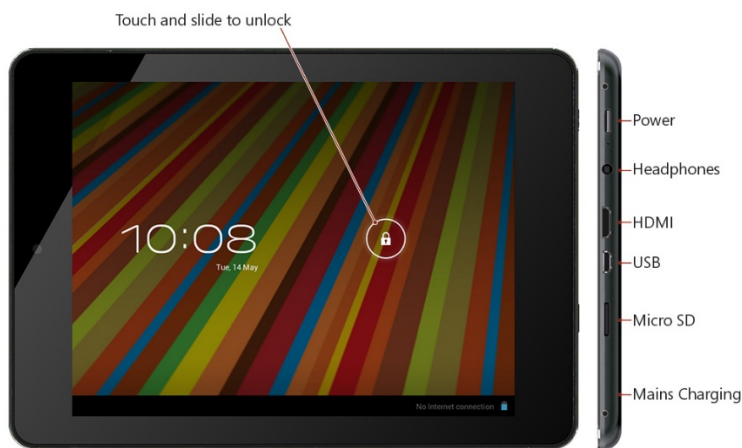 Touch and slide to unlock
10:08
Tue, 14 May
No Internet connection
Power
Headphones
HDMI
USB
Micro SD
Mains Charging